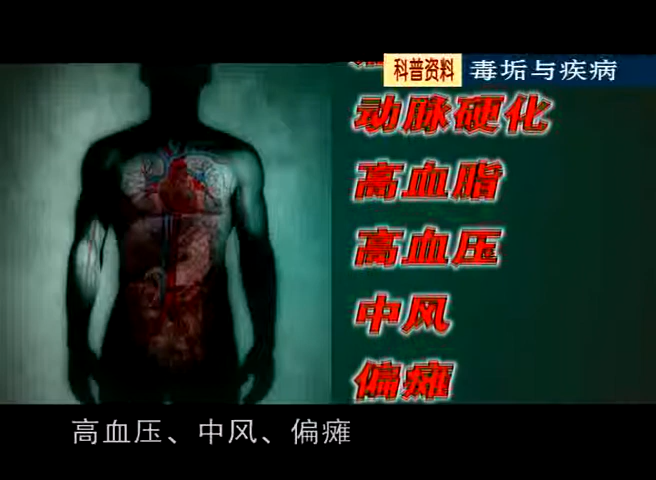 科普资料 毒垢与疾病
动脉硬化
高血脂
高血压
中风
偏瘫
高血压、中风、偏瘫